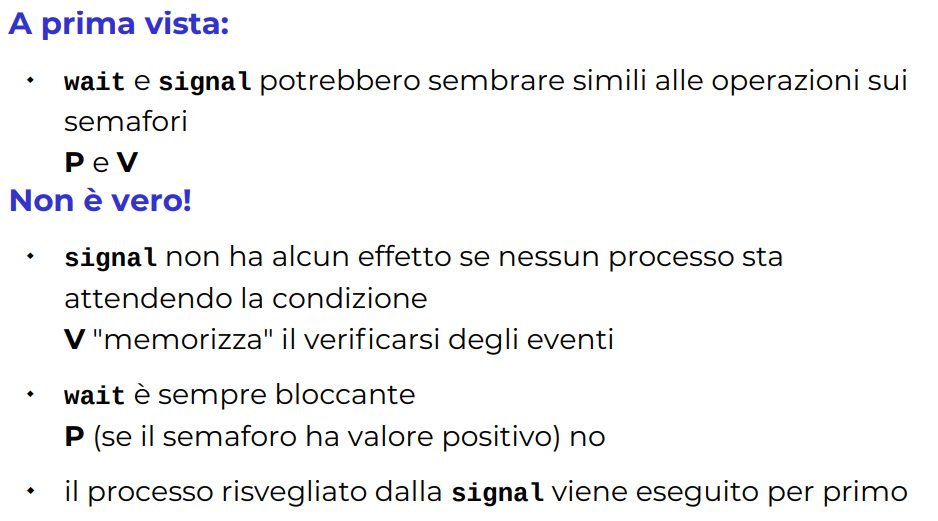 A prima vista:
• wait e signal potrebbero sembrare simili alle operazioni sui
semafori
P e V
Non è vero!
• signal non ha alcun effetto se nessun processo sta
attendendo la condizione
V "memorizza" il verificarsi degli eventi
• wait è sempre bloccante
P (se il semaforo ha valore positivo) no
• il processo risvegliato dalla signal viene eseguito per primo